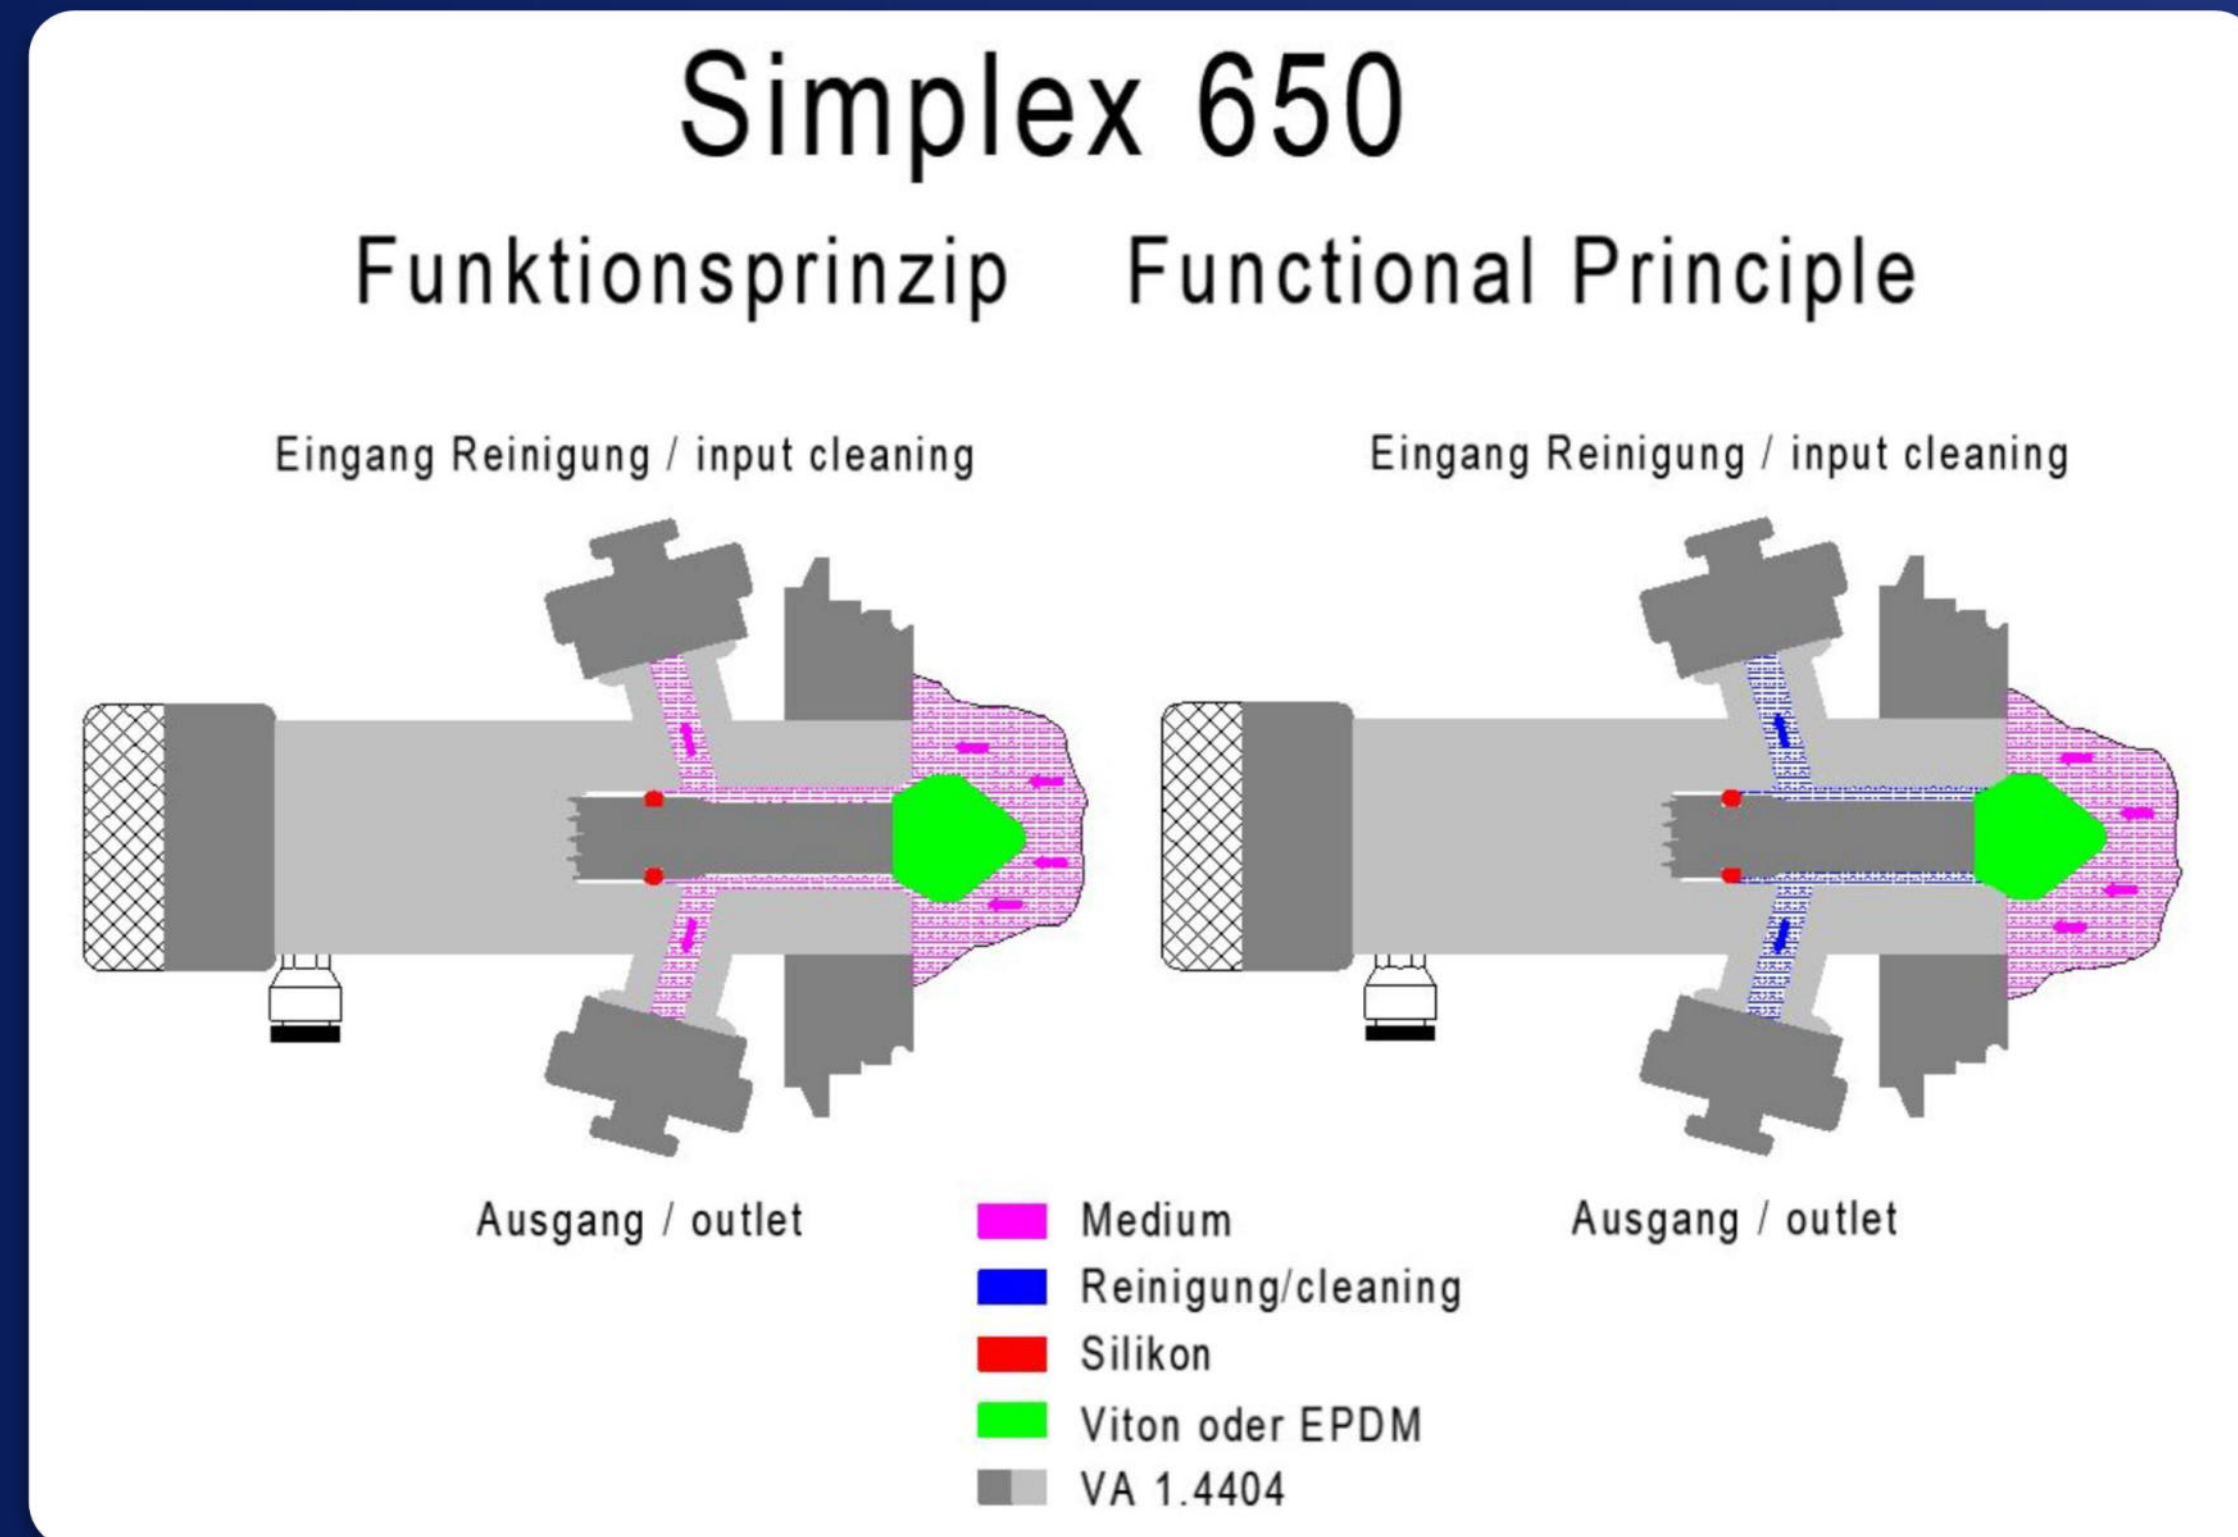 Simplex 650
Funktionsprinzip Functional Principle
Eingang Reinigung / input cleaning
Eingang Reinigung / input cleaning
Ausgang / outlet
Ausgang / outlet
Medium
Reinigung/cleaning
Silikon
Viton oder EPDM
VA 1.4404